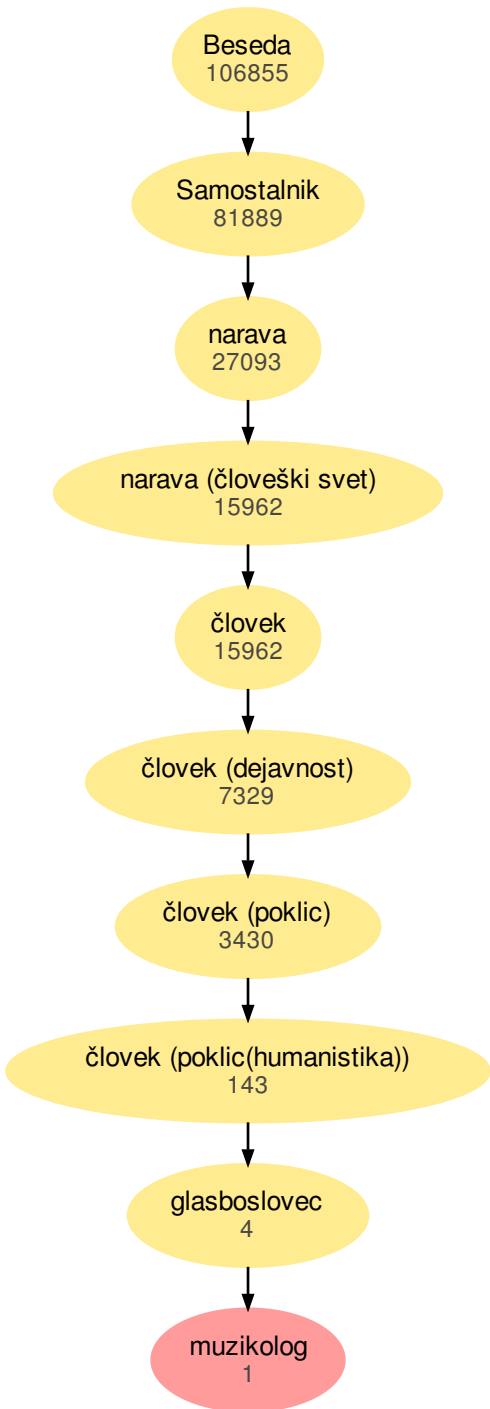 Beseda
106855
Samostalnik
81889
narava
27093
narava (človeški svet)
15962
človek
15962
človek (dejavnost)
7329
človek (poklic)
3430
človek (poklic(humanistika))
143
glasboslovec
4
muzikolog
1